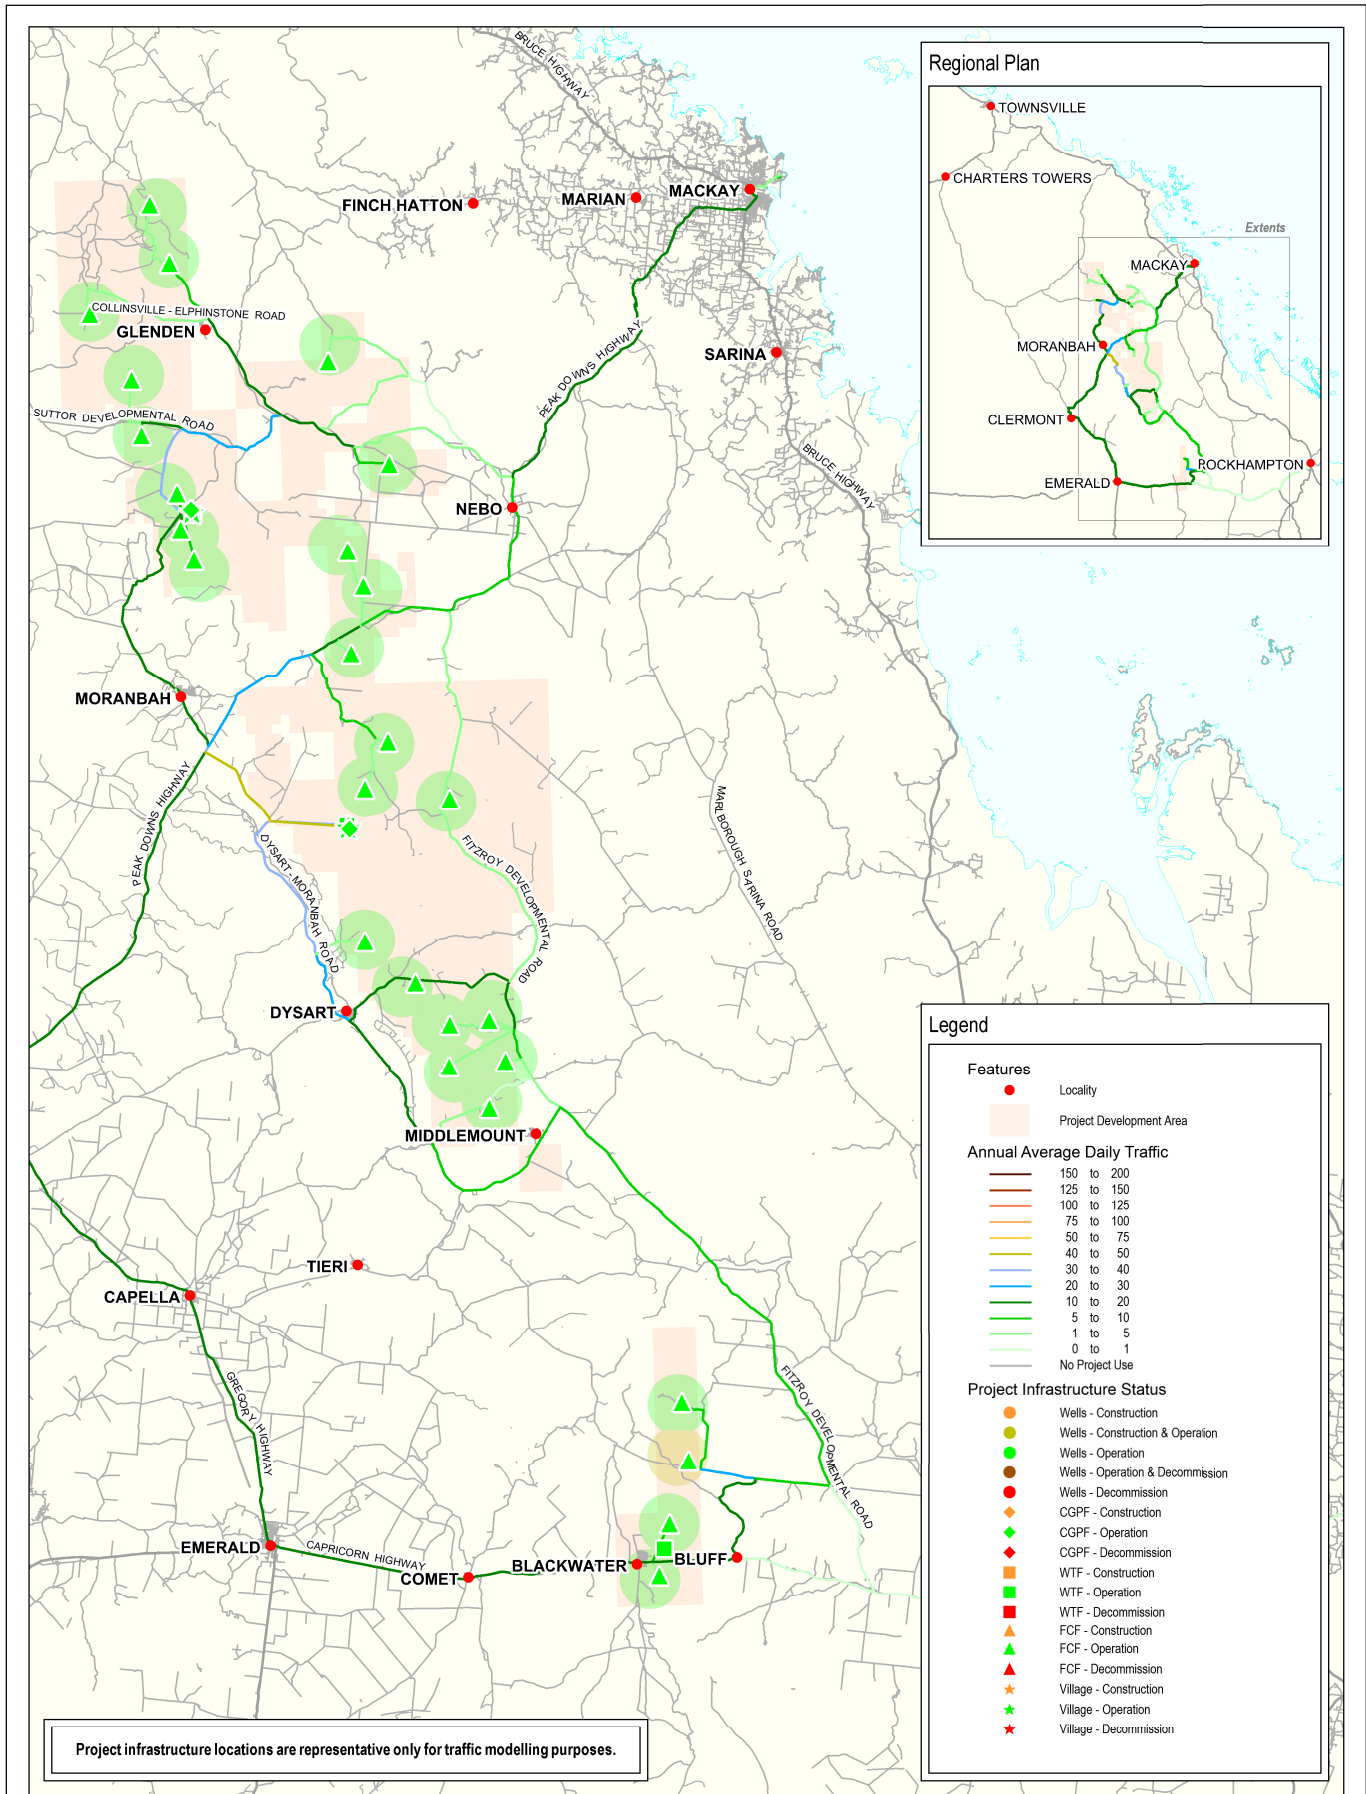 BRUCE HIGHWAY
Regional Plan
TOWNSVILLE
CHARTERS TOWERS
Extents
MACKAY
MORANBAH
CLERMONT
ROCKHAMPTON
EMERALD
FINCH HATTON
MARIAN
MACKAY
COLLINSVILLE - ELPHINSTONE ROAD
GLENDEN
PEAK DOWNS HIGHWAY
SARINA
SUTTOR DEVELOPMENTAL ROAD
BRUCE HIGHWAY
NEBO
MORANBAH
PEAK DOWNS HIGHWAY
MARLBOROUGH SARINA ROAD
DYSART - MORANBAH ROAD
FITZROY DEVELOPMENTAL ROAD
DYSART
MIDDLEMOUNT
TIERI
CAPELLA
GREGORY HIGHWAY
FITZROY DEVELOPMENTAL ROAD
EMERALD
CAPRICORN HIGHWAY
COMET
BLACKWATER
BLUFF
Legend
Features
Locality
Project Development Area
Annual Average Daily Traffic
150 to 200
125 to 150
100 to 125
75 to 100
50 to 75
40 to 50
30 to 40
20 to 30
10 to 20
5 to 10
1 to 5
0 to 1
No Project Use
Project Infrastructure Status
Wells - Construction
Wells - Construction & Operation
Wells - Operation
Wells - Operation & Decommission
Wells - Decommission
CGPF - Construction
CGPF - Operation
CGPF - Decommission
WTF - Construction
WTF - Operation
WTF - Decommission
FCF - Construction
FCF - Operation
FCF - Decommission
Village - Construction
Village - Operation
Village - Decommission
Project infrastructure locations are representative only for traffic modelling purposes.